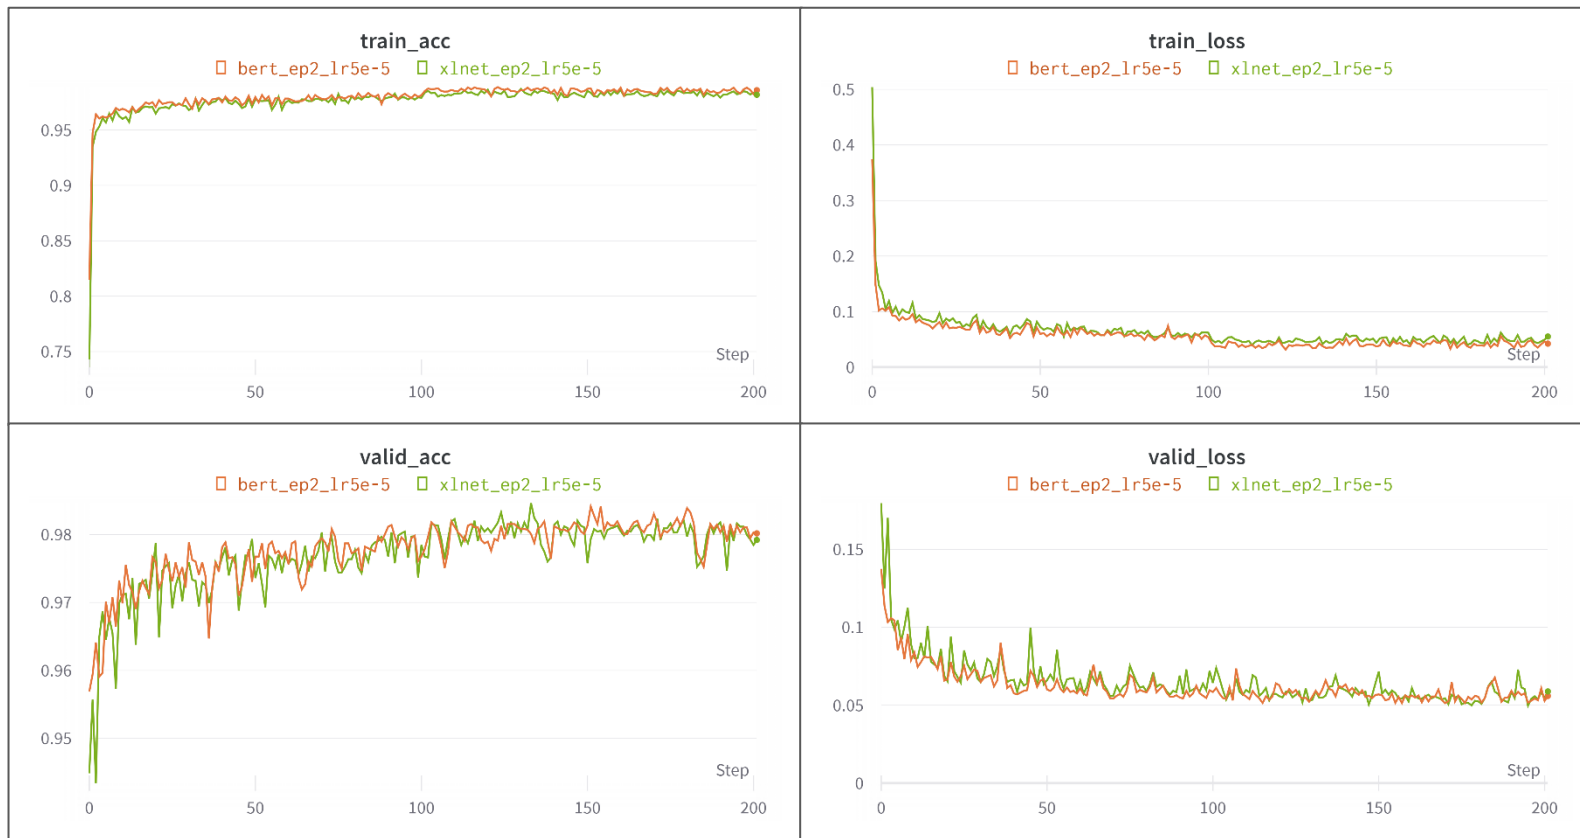 train_acc
bert_ep2_lr5e-5 xlnet_ep2_lr5e-5
0.95
0.9
0.85
0.8
0.75
Step
0 50 100 150 200
train_loss
bert_ep2_lr5e-5 xlnet_ep2_lr5e-5
0.5
0.4
0.3
0.2
0.1
0
Step
0 50 100 150 200
valid_acc
bert_ep2_lr5e-5 xlnet_ep2_lr5e-5
0.98
0.97
0.96
0.95
Step
0 50 100 150 200
valid_loss
bert_ep2_lr5e-5 xlnet_ep2_lr5e-5
0.15
0.1
0.05
0
Step
0 50 100 150 200